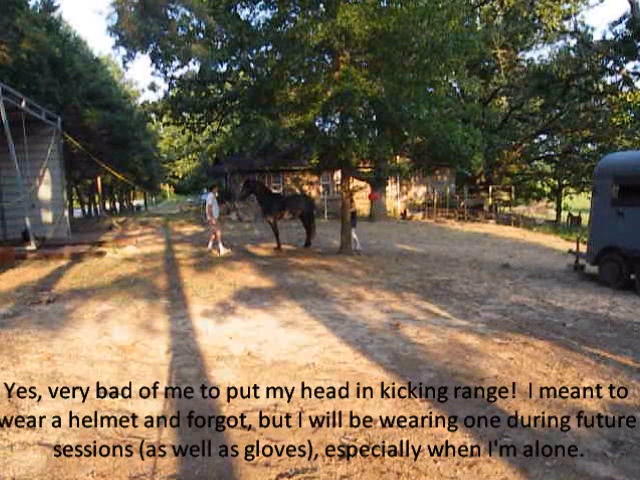 Yes, very bad of me to put my head in kicking range!  I meant to
wear a helmet and forgot, but I will be wearing one during future
sessions (as well as gloves), especially when I'm alone.